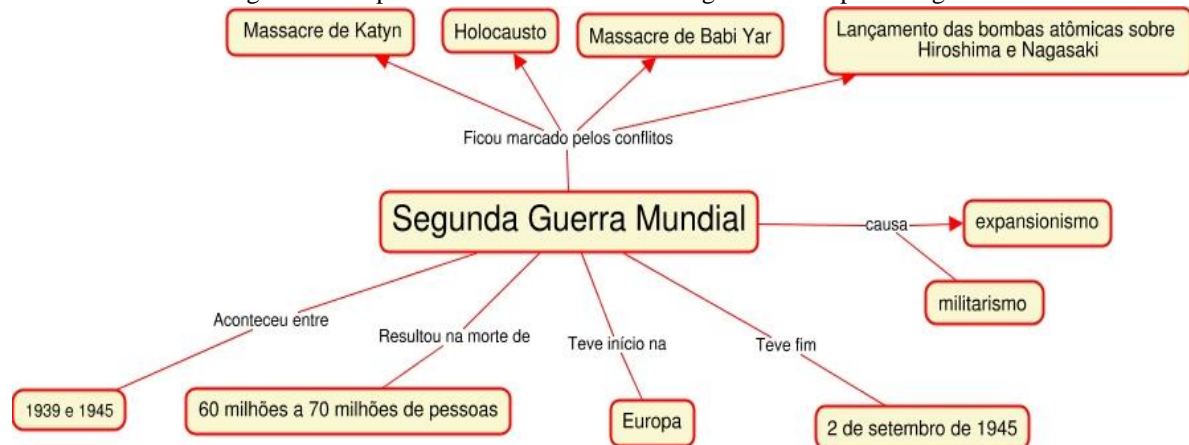 Massacre de Katyn
Holocausto
Massacre de Babi Yar
Lançamento das bombas atômicas sobre
Hiroshima e Nagasaki
Ficou marcado pelos conflitos
Segunda Guerra Mundial
causa
expansionismo
militarismo
Aconteceu entre
Resultou na morte de
Teve início na
Teve fim
1939 e 1945
60 milhões a 70 milhões de pessoas
Europa
2 de setembro de 1945